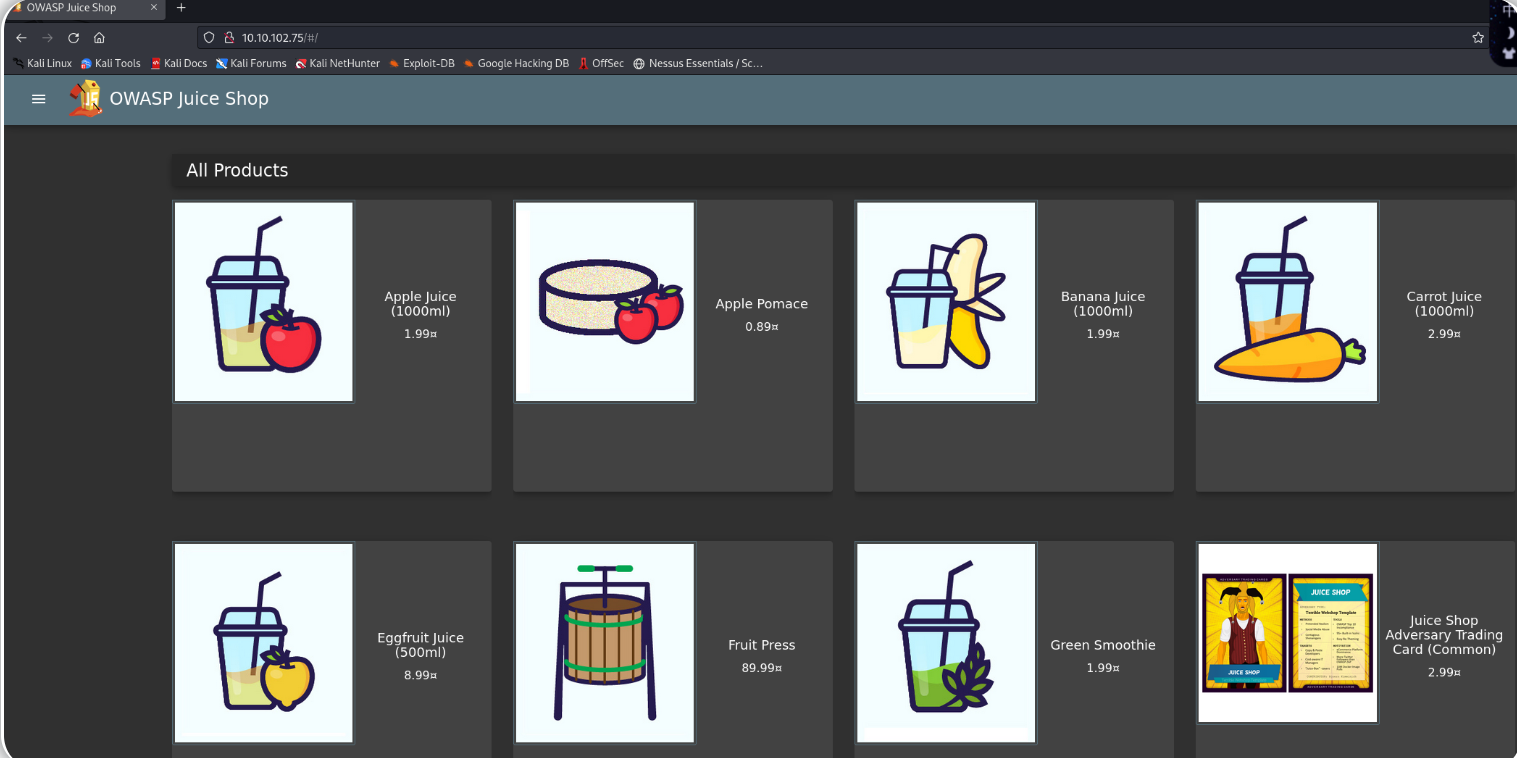 OWASP Juice Shop
10.10.102.75/#/
Kali Linux Kali Tools Kali Docs Kali Forums Kali NetHunter Exploit-DB Google Hacking DB OffSec Nessus Essentials / Sc...
OWASP Juice Shop
All Products
Apple Juice
(1000ml)
1.99¤
Apple Pomace
0.89¤
Banana Juice
(1000ml)
1.99¤
Carrot Juice
(1000ml)
2.99¤
Eggfruit Juice
(500ml)
8.99¤
Fruit Press
89.99¤
Green Smoothie
1.99¤
JUICE SHOP
JUICE SHOP
Juice Shop
Adversary Trading
Card (Common)
2.99¤